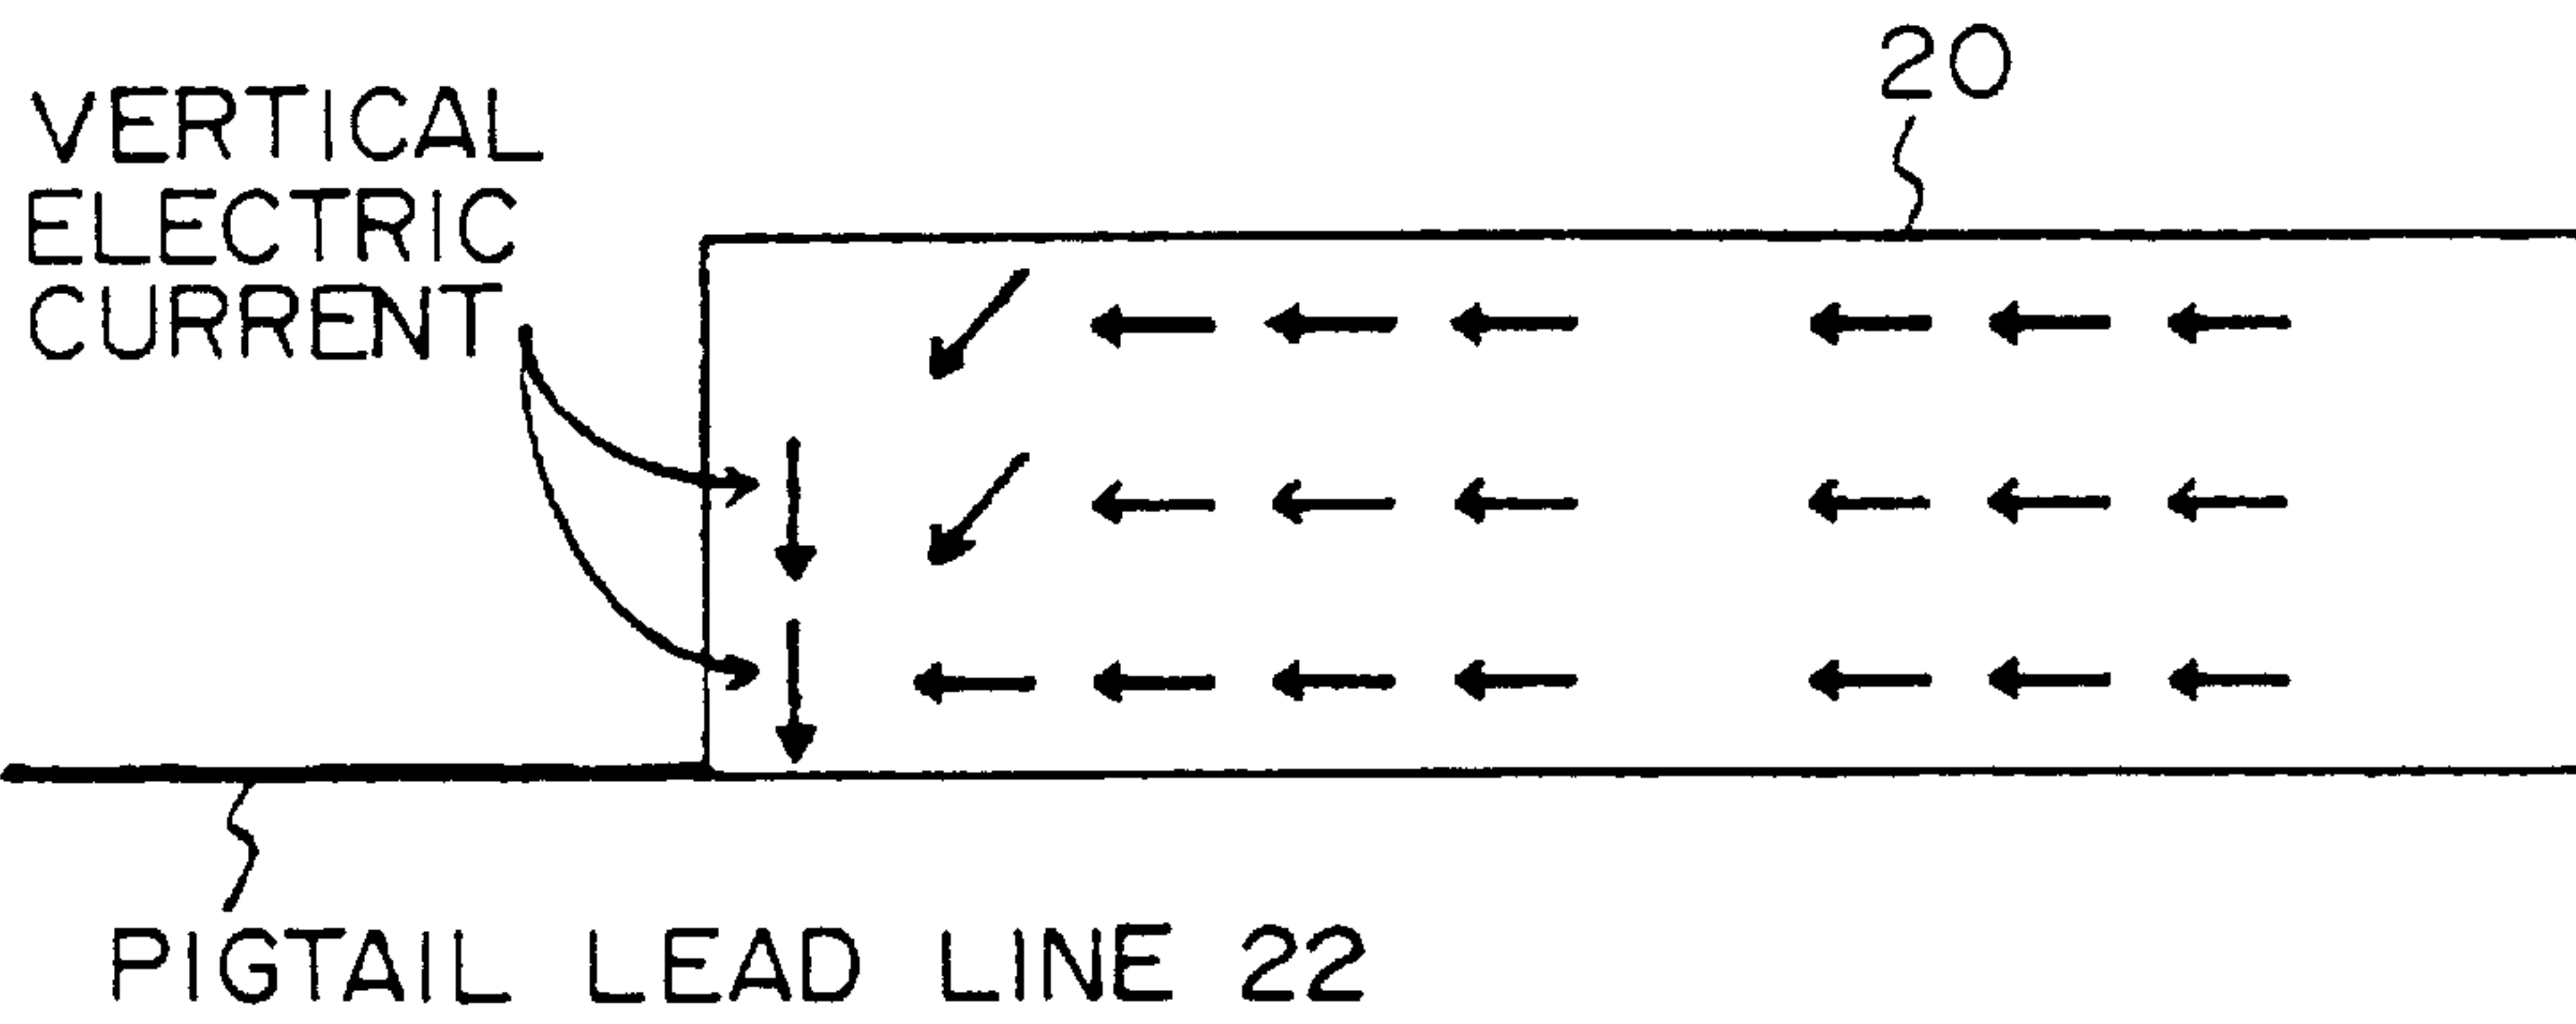 VERTICAL
ELECTRIC
CURRENT
20
PIGTAIL LEAD LINE 22